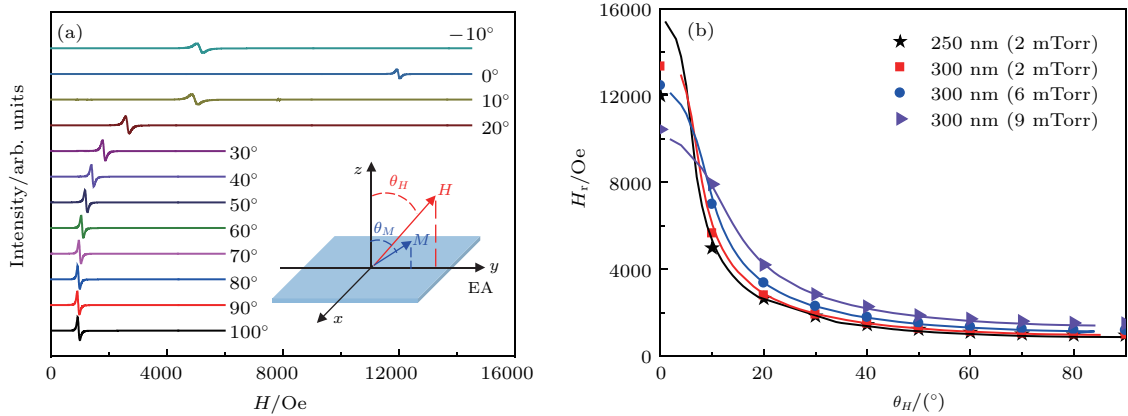 (a)
−10°
0°
10°
20°
30°
40°
50°
60°
70°
80°
90°
100°
Intensity/arb. units
z
θH
H
θM
M
y
EA
x
0
4000
8000
12000
16000
H/Oe
(b)
250 nm (2 mTorr)
300 nm (2 mTorr)
300 nm (6 mTorr)
300 nm (9 mTorr)
16000
12000
8000
4000
0
Hr/Oe
0
20
40
60
80
θH/(°)